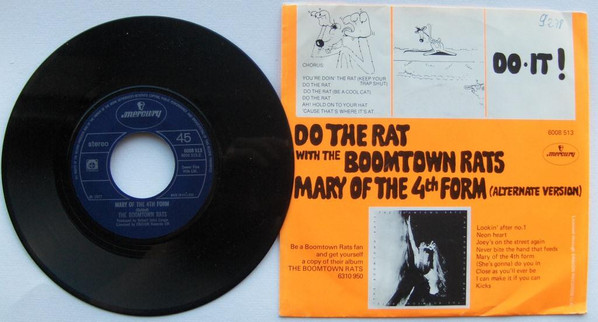 mercury
stereo
45
6008 513
MARY OF THE 4TH FORM
THE BOOMTOWN RATS
9278
CHORUS:
YOU'RE DOIN' THE RAT (KEEP YOUR
TRAP SHUT)
DO THE RAT
DO THE RAT (BE A COOL CAT)
DO THE RAT
AH! HOLD ON TO YOUR HAT
'CAUSE THAT'S WHERE IT'S AT
DO·IT!
DO THE RAT
WITH THE BOOMTOWN RATS
MARY OF THE 4th FORM (ALTERNATE VERSION)
6008 513
mercury
Be a Boomtown Rats fan
and get yourself
a copy of their album
THE BOOMTOWN RATS
6310 950
Lookin' after no.1
Neon heart
Joey's on the street again
Never bite the hand that feeds
Mary of the 4th form
(She's gonna) do you in
Close as you'll ever be
I can make it if you can
Kicks